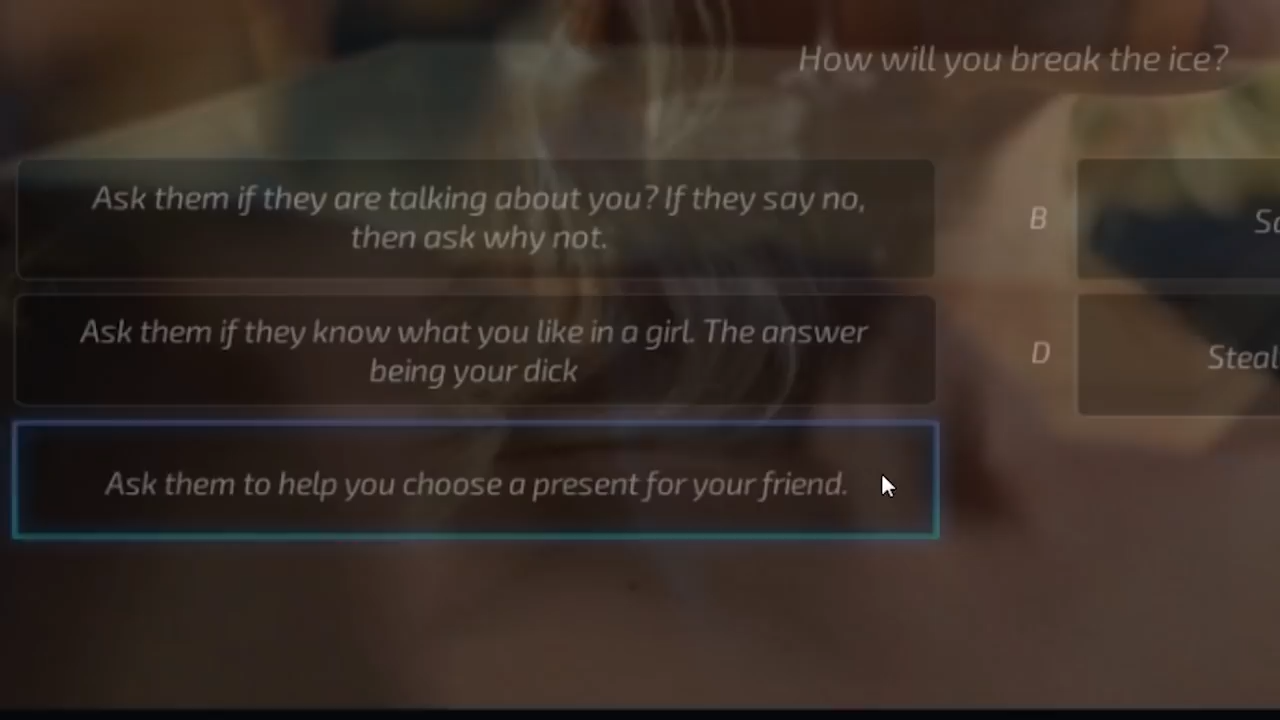 How will you break the ice?
Ask them if they are talking about you? If they say no,
then ask why not.
B
Ask them if they know what you like in a girl. The answer
being your dick
D
Steal
Ask them to help you choose a present for your friend.